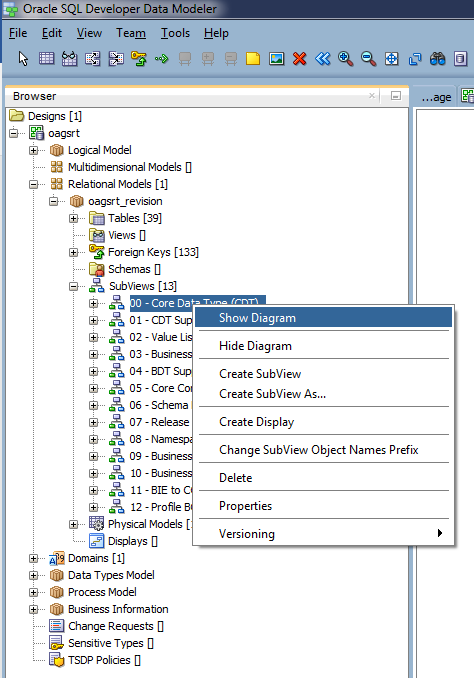 Oracle SQL Developer Data Modeler
File Edit View Team Tools Help
Browser
...age
Designs [1]
oagsrt
Logical Model
Multidimensional Models []
Relational Models [1]
oagsrt_revision
Tables [39]
Views []
Foreign Keys [133]
Schemas []
SubViews [13]
00 - Core Data Type (CDT)
01 - CDT Sup
02 - Value Lis
03 - Business
04 - BDT Sup
05 - Core Cor
06 - Schema
07 - Release
08 - Namespa
09 - Business
10 - Business
11 - BIE to CC
12 - Profile BO
Physical Models [
Displays []
Domains [1]
Data Types Model
Process Model
Business Information
Change Requests []
Sensitive Types []
TSDP Policies []
Show Diagram
Hide Diagram
Create SubView
Create SubView As...
Create Display
Change SubView Object Names Prefix
Delete
Properties
Versioning